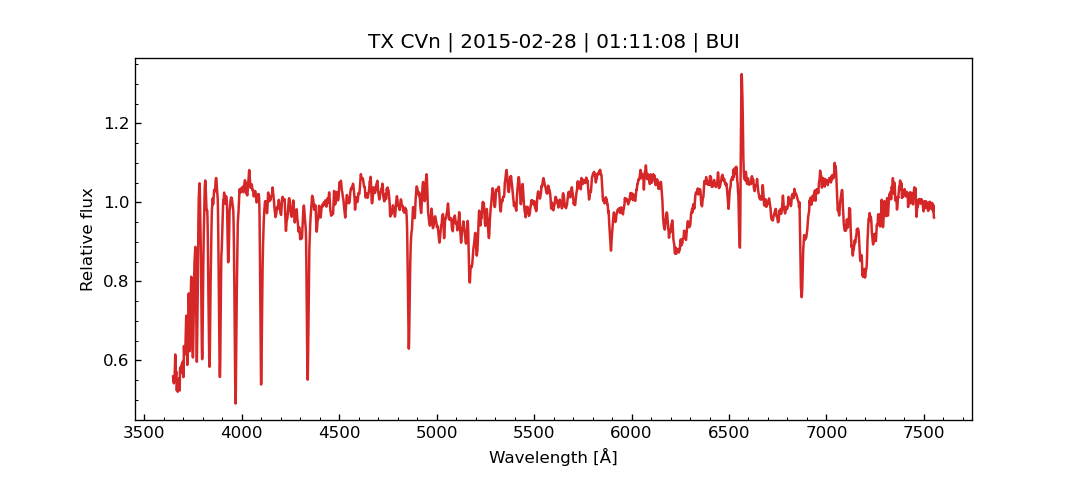 TX CVn | 2015-02-28 | 01:11:08 | BUI
1.2
1.0
0.8
0.6
Relative flux
3500 4000 4500 5000 5500 6000 6500 7000 7500
Wavelength [Å]